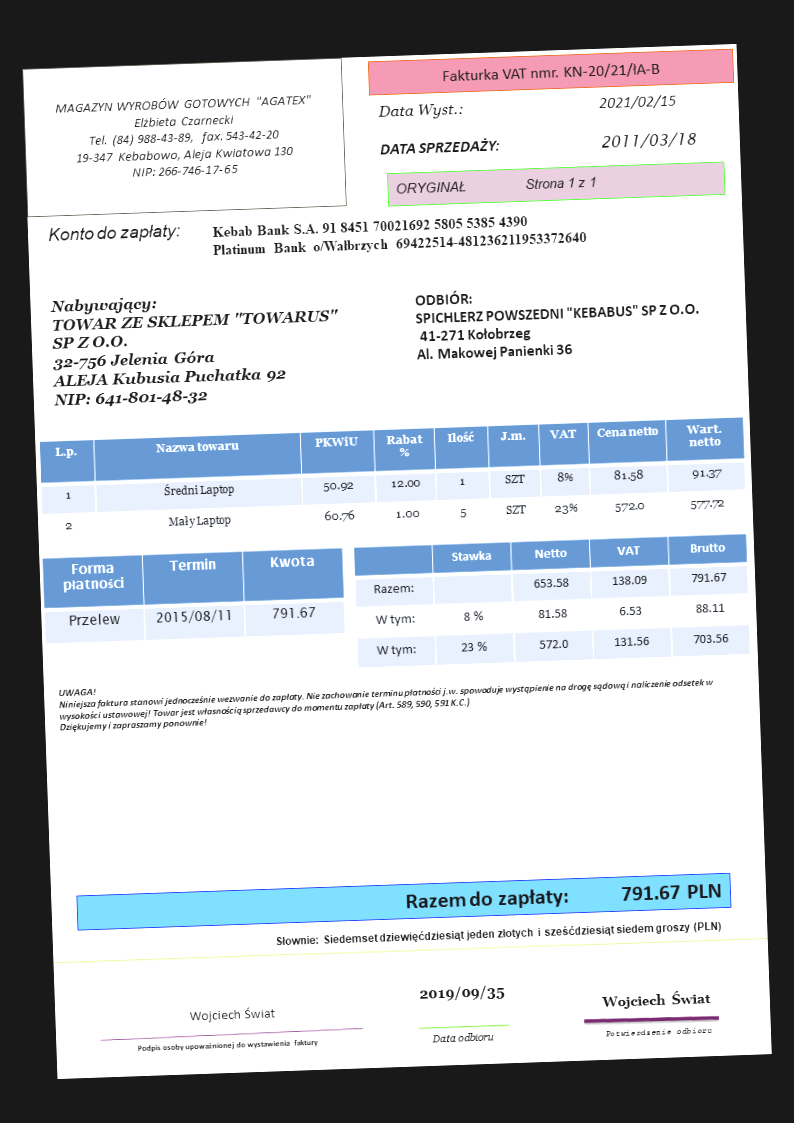 MAGAZYN WYROBÓW GOTOWYCH "AGATEX"
Elżbieta Czarnecki
Tel. (84) 988-43-89, fax. 543-42-20
19-347 Kebabowo, Aleja Kwiatowa 130
NIP: 266-746-17-65
Fakturka VAT nmr. KN-20/21/łA-B
Data Wyst.: 2021/02/15
DATA SPRZEDAŻY: 2011/03/18
ORYGINAŁ Strona 1 z 1
Konto do zapłaty: Kebab Bank S.A. 91 8451 70021692 5805 5385 4390
Platinum Bank o/Wałbrzych 69422514-481236211953372640
Nabywający:
TOWAR ZE SKLEPEM "TOWARUS"
SP Z O.O.
32-756 Jelenia Góra
ALEJA Kubusia Puchatka 92
NIP: 641-801-48-32
ODBIÓR:
SPICHLERZ POWSZEDNI "KEBABUS" SP Z O.O.
41-271 Kołobrzeg
Al. Makowej Panienki 36
L.p. Nazwa towaru PKWiU Rabat % Ilość J.m. VAT Cena netto Wart. netto
1 Średni Laptop 50.92 12.00 1 SZT 8% 81.58 91.37
2 Mały Laptop 60.76 1.00 5 SZT 23% 572.0 577.72
Forma płatności Termin Kwota
Przelew 2015/08/11 791.67
Stawka Netto VAT Brutto
Razem: 653.58 138.09 791.67
W tym: 8 % 81.58 6.53 88.11
W tym: 23 % 572.0 131.56 703.56
UWAGA!
Niniejsza faktura stanowi jednocześnie wezwanie do zapłaty. Nie zachowanie terminu płatności j.w. spowoduje wystąpienie na drogę sądową i naliczenie odsetek w
wysokości ustawowej! Towar jest własnością sprzedawcy do momentu zapłaty (Art. 589, 590, 591 K.C.)
Dziękujemy i zapraszamy ponownie!
Razem do zapłaty: 791.67 PLN
Słownie: Siedemset dziewięćdziesiąt jeden złotych i sześćdziesiąt siedem groszy (PLN)
Wojciech Świat
Podpis osoby upoważnionej do wystawienia faktury
2019/09/35
Data odbioru
Wojciech Świat
Potwierdzenie odbioru